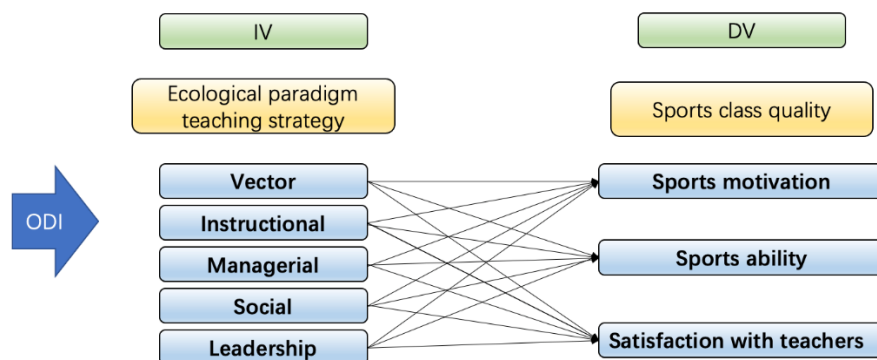 IV
DV
Ecological paradigm
teaching strategy
Sports class quality
ODI
Vector
Instructional
Managerial
Social
Leadership
Sports motivation
Sports ability
Satisfaction with teachers